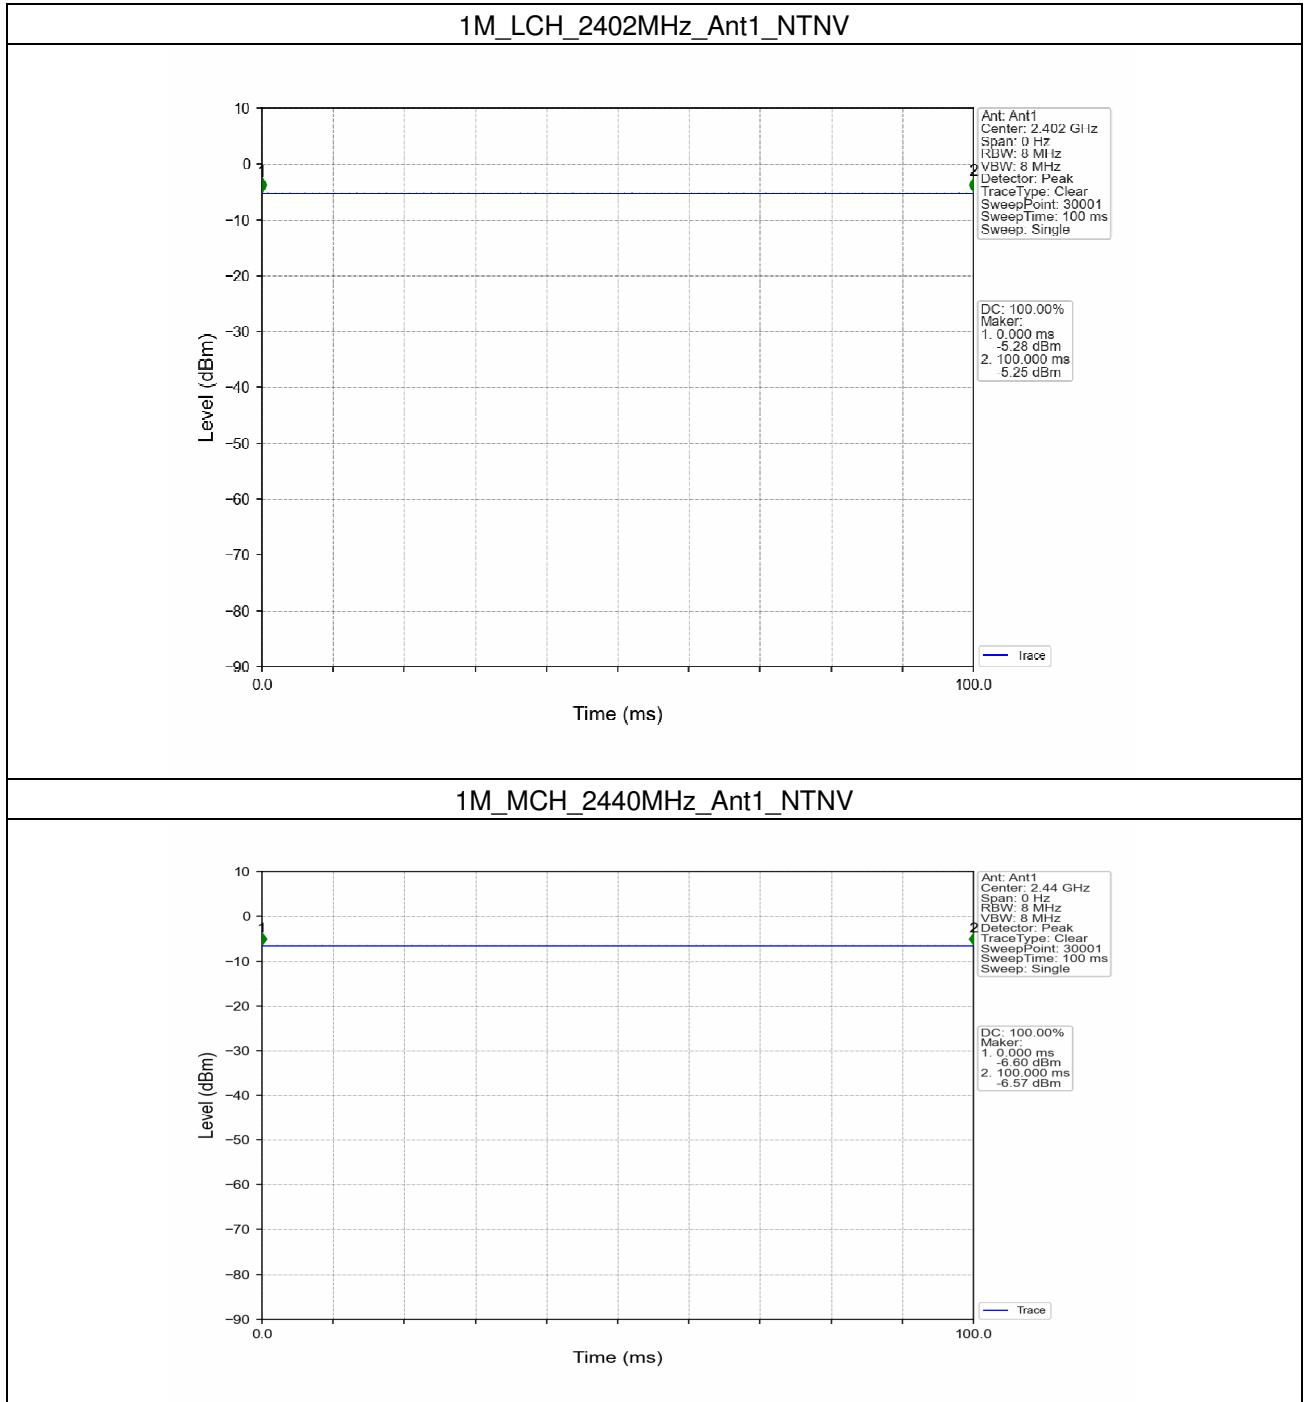 1M_LCH_2402MHz_Ant1_NTNV
10
0
−10
−20
−30
−40
−50
−60
−70
−80
−90
Level (dBm)
1
2
0.0
100.0
Time (ms)
Ant: Ant1
Center: 2.402 GHz
Span: 0 Hz
RBW: 8 MHz
VBW: 8 MHz
Detector: Peak
TraceType: Clear
SweepPoint: 30001
SweepTime: 100 ms
Sweep: Single
DC: 100.00%
Maker:
1. 0.000 ms
-5.28 dBm
2. 100.000 ms
-5.25 dBm
Trace
1M_MCH_2440MHz_Ant1_NTNV
10
0
−10
−20
−30
−40
−50
−60
−70
−80
−90
Level (dBm)
1
2
0.0
100.0
Time (ms)
Ant: Ant1
Center: 2.44 GHz
Span: 0 Hz
RBW: 8 MHz
VBW: 8 MHz
Detector: Peak
TraceType: Clear
SweepPoint: 30001
SweepTime: 100 ms
Sweep: Single
DC: 100.00%
Maker:
1. 0.000 ms
-6.60 dBm
2. 100.000 ms
-6.57 dBm
Trace